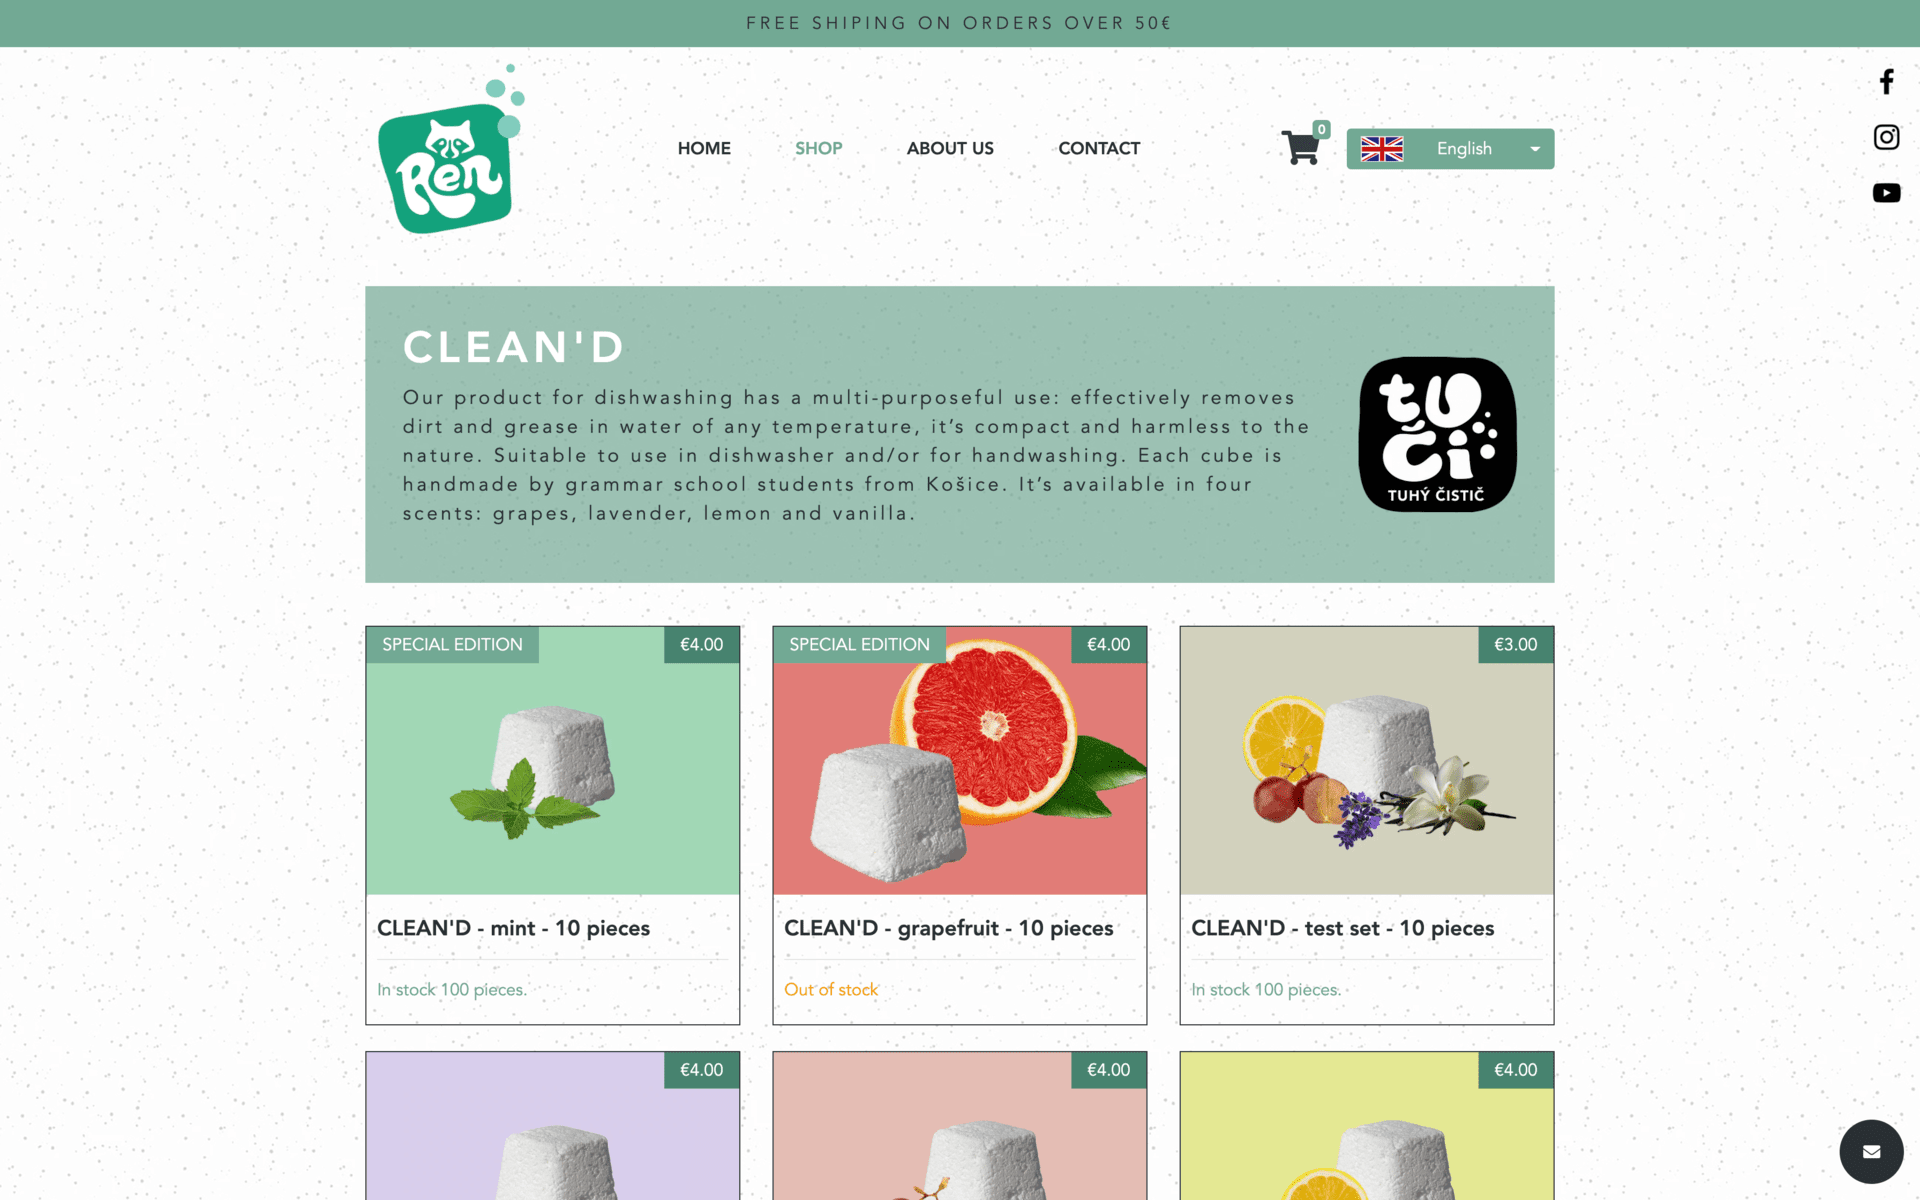 FREE SHIPING ON ORDERS OVER 50€
Ren
HOME
SHOP
ABOUT US
CONTACT
0
English
CLEAN'D
Our product for dishwashing has a multi-purposeful use: effectively removes
dirt and grease in water of any temperature, it’s compact and harmless to the
nature. Suitable to use in dishwasher and/or for handwashing. Each cube is
handmade by grammar school students from Košice. It’s available in four
scents: grapes, lavender, lemon and vanilla.
tU
Či
TUHÝ ČISTIČ
SPECIAL EDITION
€4.00
CLEAN'D - mint - 10 pieces
In stock 100 pieces.
SPECIAL EDITION
€4.00
CLEAN'D - grapefruit - 10 pieces
Out of stock
€3.00
CLEAN'D - test set - 10 pieces
In stock 100 pieces.
€4.00
€4.00
€4.00